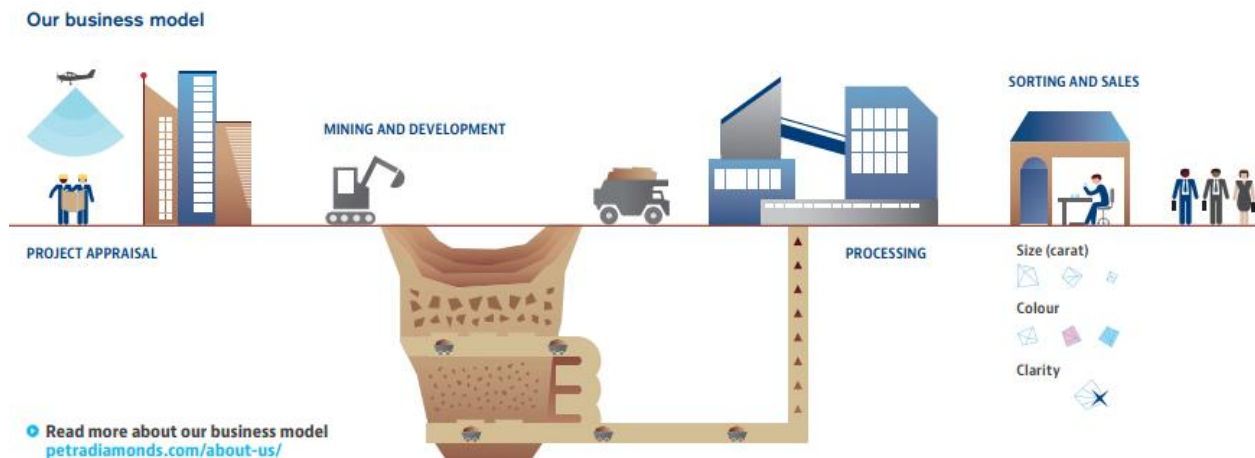 Our business model
PROJECT APPRAISAL
MINING AND DEVELOPMENT
PROCESSING
SORTING AND SALES
Size (carat)
Colour
Clarity
Read more about our business model
petradiamonds.com/about-us/